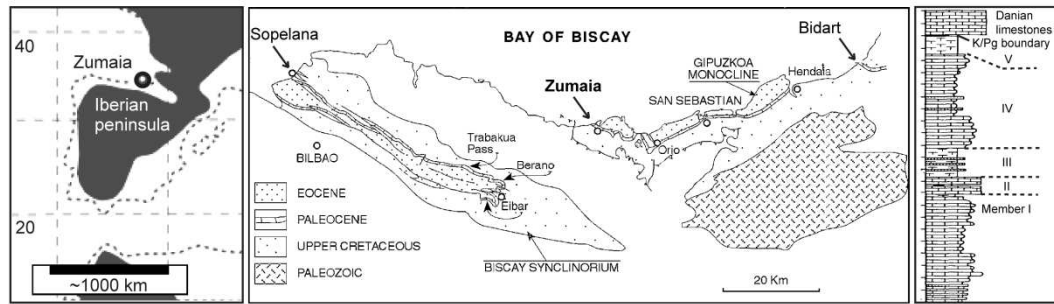 40
Zumaia
Iberian
peninsula
20
~1000 km
BAY OF BISCAY
Sopelana
Bidart
GIPUZKOA
MONOCLINE
Hendaia
Zumaia
SAN SEBASTIAN
Orio
Trabakua
Pass
Berano
BILBAO
Eibar
EOCENE
PALEOCENE
UPPER CRETACEOUS
PALEOZOIC
BISCAY SYNCLINORIUM
20 Km
Danian
limestones
K/Pg boundary
V
IV
III
II
Member I